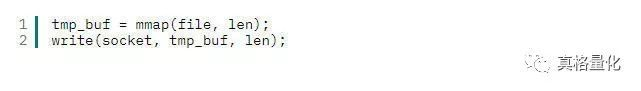 1 tmp_buf = mmap(file, len);
2 write(socket, tmp_buf, len);
真格量化